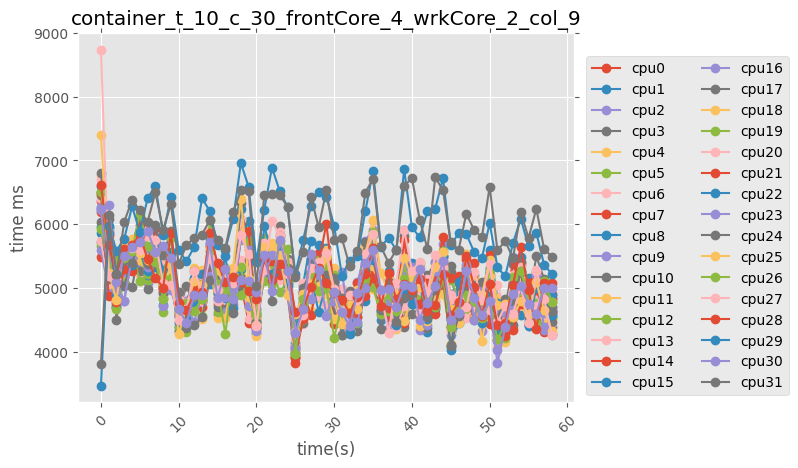 container_t_10_c_30_frontCore_4_wrkCore_2_col_9
9000
8000
7000
6000
5000
4000
time ms
0
10
20
30
40
50
60
time(s)
cpu0
cpu1
cpu2
cpu3
cpu4
cpu5
cpu6
cpu7
cpu8
cpu9
cpu10
cpu11
cpu12
cpu13
cpu14
cpu15
cpu16
cpu17
cpu18
cpu19
cpu20
cpu21
cpu22
cpu23
cpu24
cpu25
cpu26
cpu27
cpu28
cpu29
cpu30
cpu31